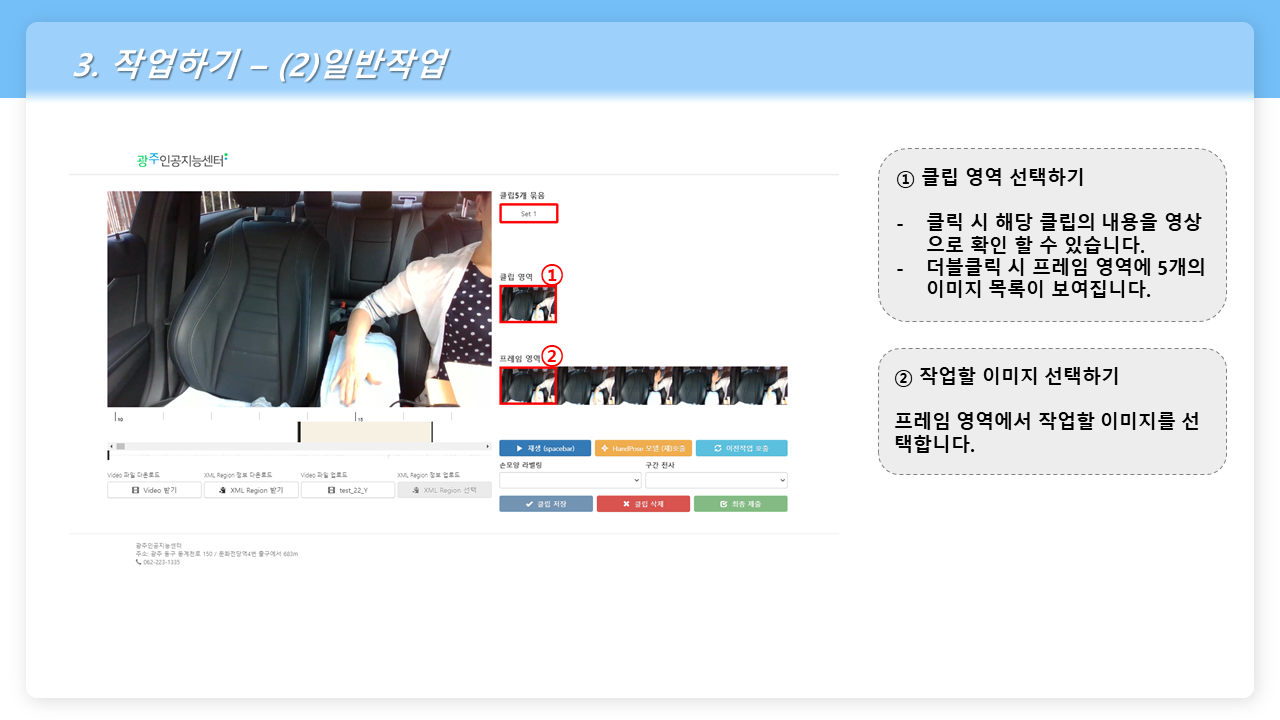 3. 작업하기 – (2)일반작업
광주인공지능센터
클립5개 묶음
Set 1
클립 영역 ①
프레임 영역 ②
10
15
▶ 재생 (spacebar)
HandPress 모델 (재)호출
이전작업 호출
손모양 라벨링
구간 전사
Video 파일 다운로드
XML Region 정보 다운로드
Video 파일 업로드
XML Region 정보 업로드
Video 받기
XML Region 받기
test_22_Y
XML Region 선택
클립 저장
클립 삭제
최종 제출
광주인공지능센터
주소: 광주 동구 동계천로 150 / 문화전당역4번 출구에서 683m
062-223-1335
① 클립 영역 선택하기
- 클릭 시 해당 클립의 내용을 영상
으로 확인 할 수 있습니다.
- 더블클릭 시 프레임 영역에 5개의
이미지 목록이 보여집니다.
② 작업할 이미지 선택하기
프레임 영역에서 작업할 이미지를 선
택합니다.